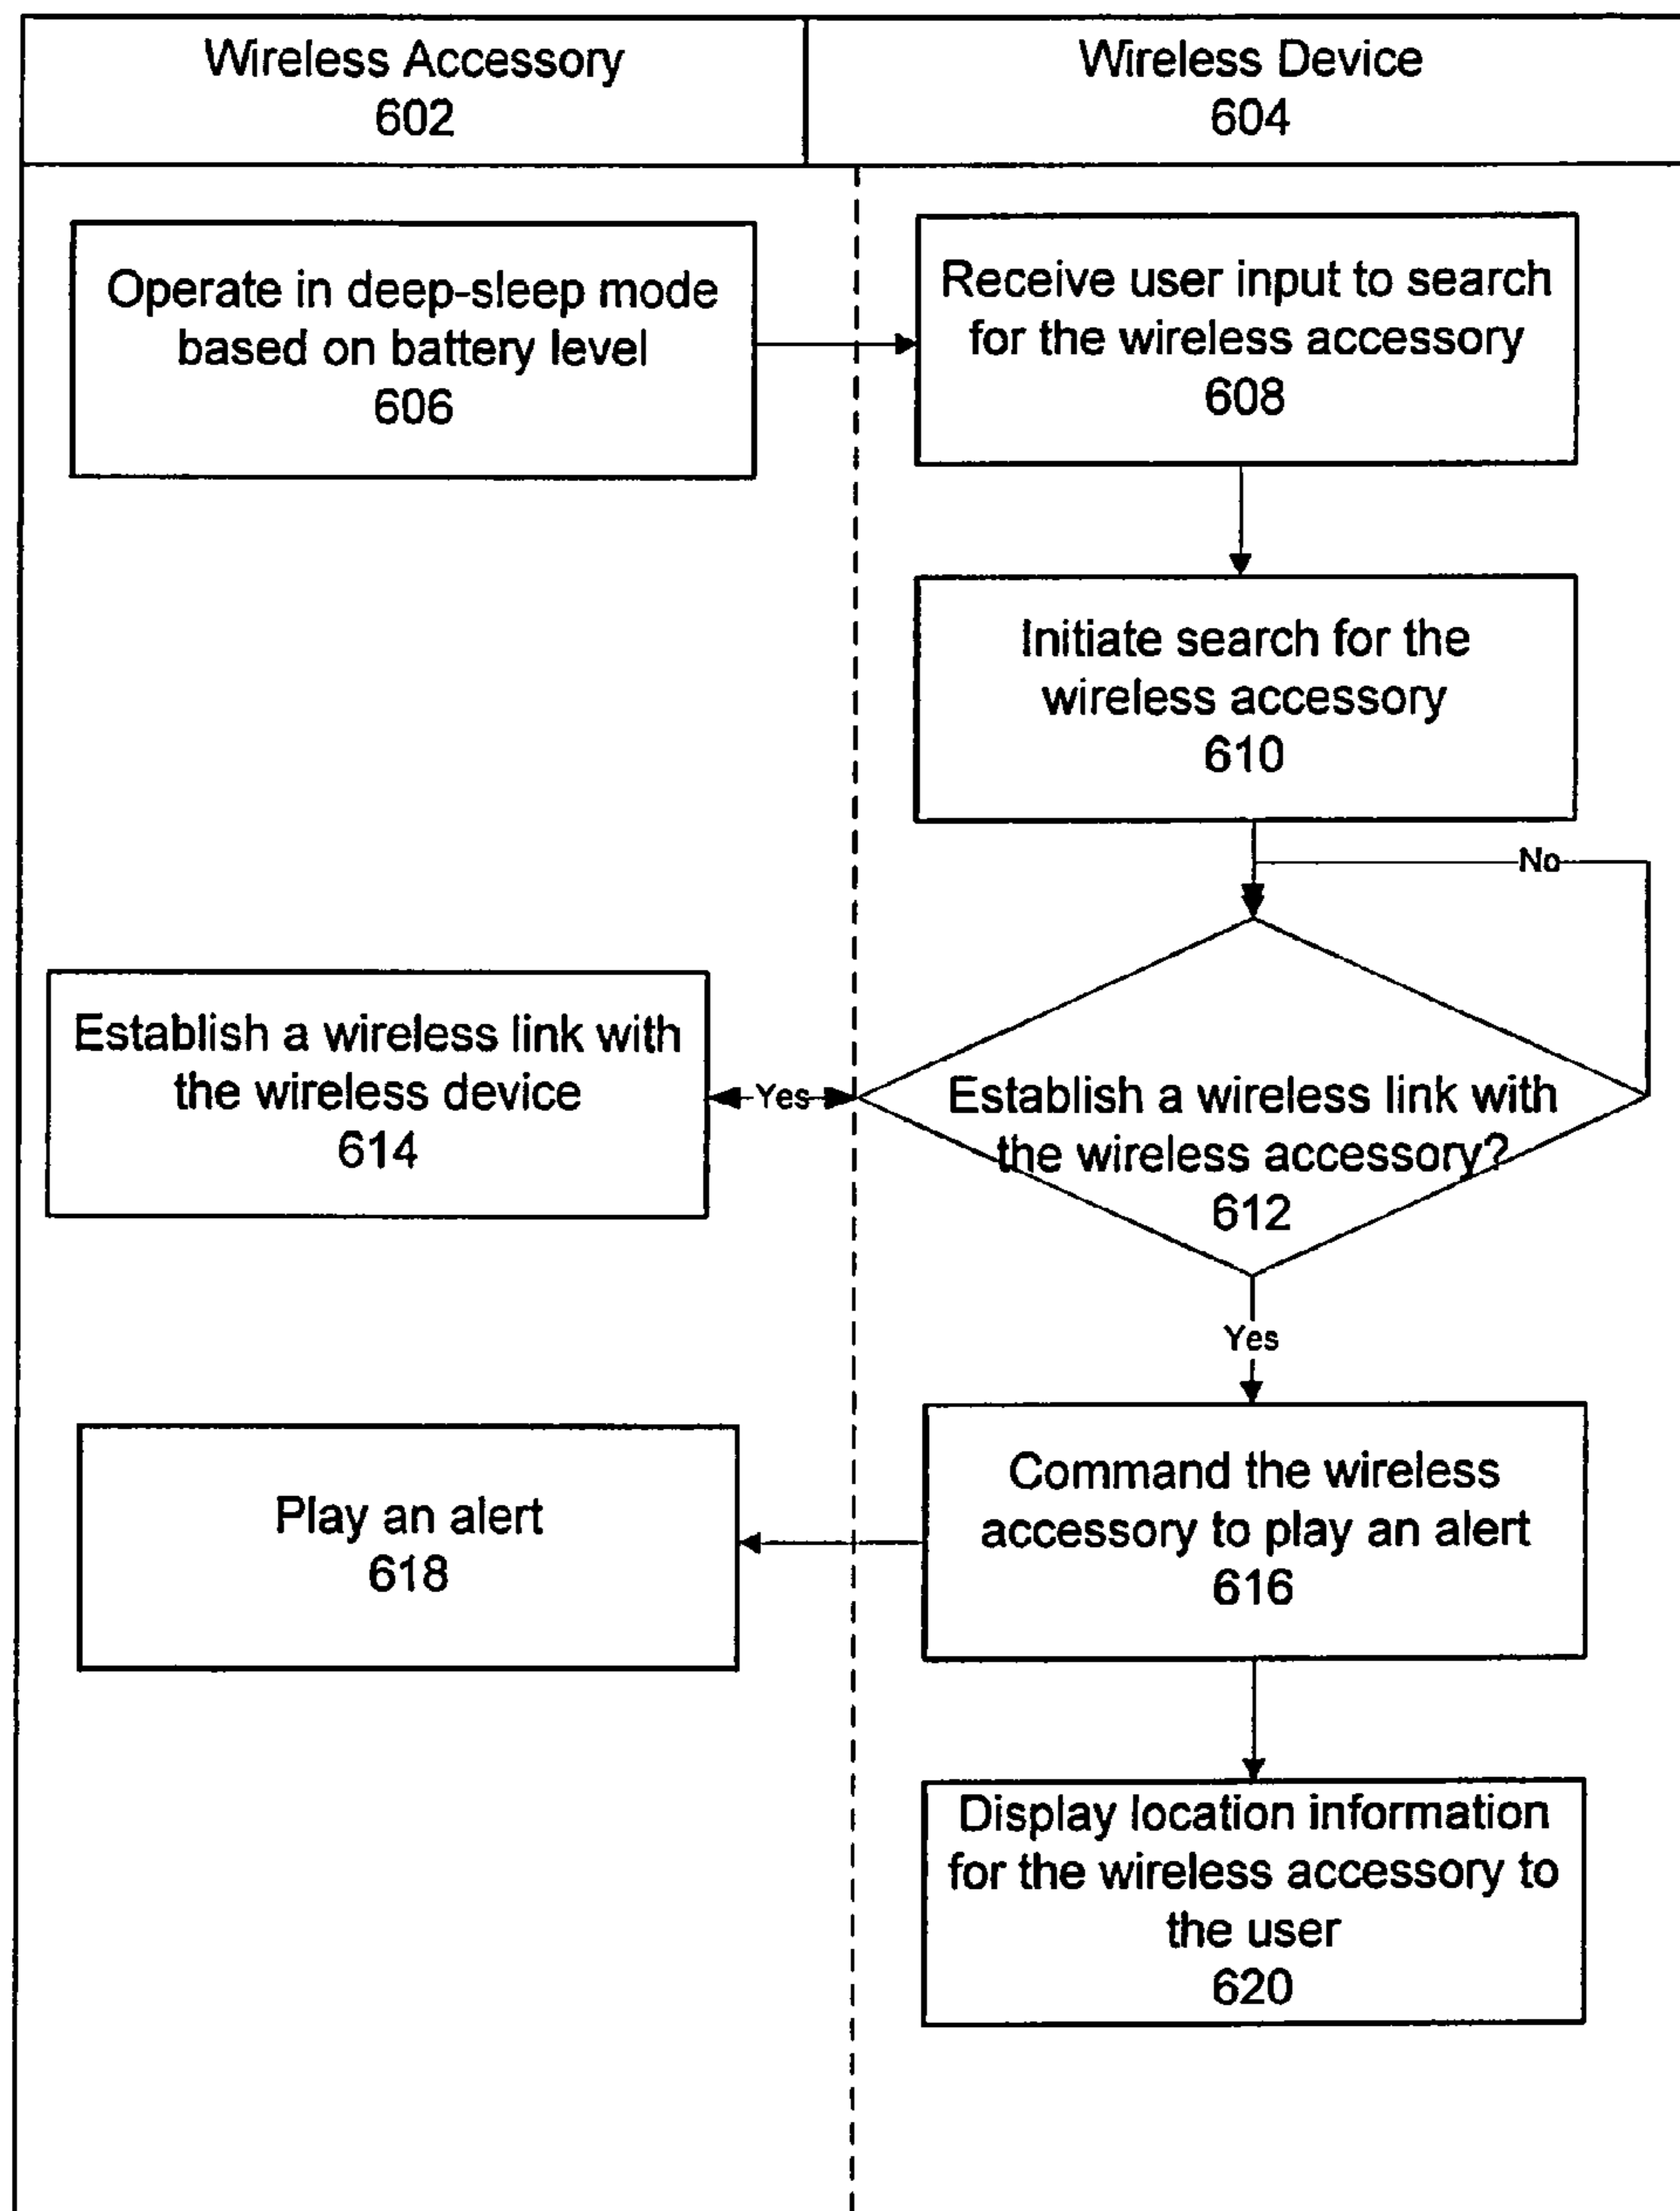 Wireless Accessory
602
Wireless Device
604
Operate in deep-sleep mode
based on battery level
606
Receive user input to search
for the wireless accessory
608
Initiate search for the
wireless accessory
610
No
Establish a wireless link with
the wireless device
614
Yes
Establish a wireless link with
the wireless accessory?
612
Yes
Command the wireless
accessory to play an alert
616
Play an alert
618
Display location information
for the wireless accessory to
the user
620